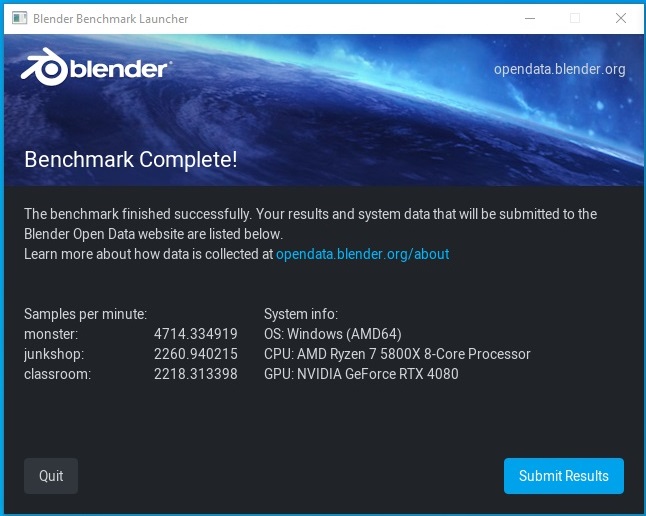 Blender Benchmark Launcher
blender
opendata.blender.org
Benchmark Complete!
The benchmark finished successfully. Your results and system data that will be submitted to the
Blender Open Data website are listed below.
Learn more about how data is collected at opendata.blender.org/about
Samples per minute: System info:
monster: 4714.334919 OS: Windows (AMD64)
junkshop: 2260.940215 CPU: AMD Ryzen 7 5800X 8-Core Processor
classroom: 2218.313398 GPU: NVIDIA GeForce RTX 4080
Quit Submit Results